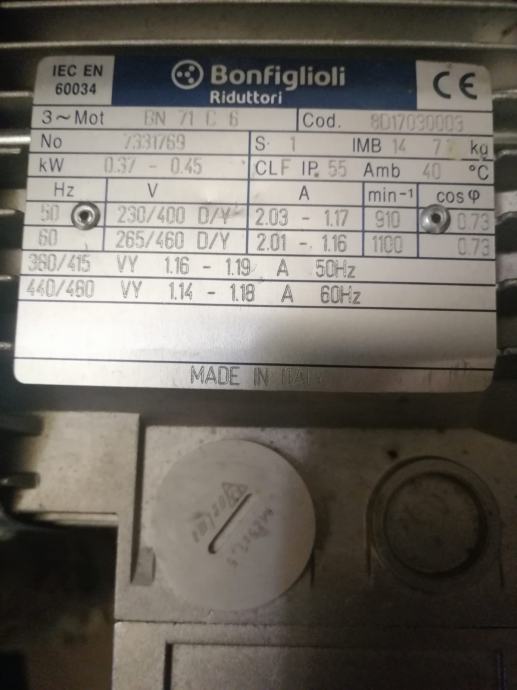 IEC EN
60034
Bonfiglioli
Riduttori
CE
3~Mot BN 71 C 6 Cod. 8D17030003
No 7331769 S 1 IMB 14 kg
kW 0.37 - 0.45 CLF IP. 55 Amb 40 °C
Hz V A min-1 cos φ
50 230/400 D/Y 2.03 - 1.17 910 0.73
60 265/460 D/Y 2.01 - 1.16 1100 0.73
360/415 VY 1.16 - 1.19 A 50Hz
440/460 VY 1.14 - 1.18 A 60Hz
MADE IN ITALY